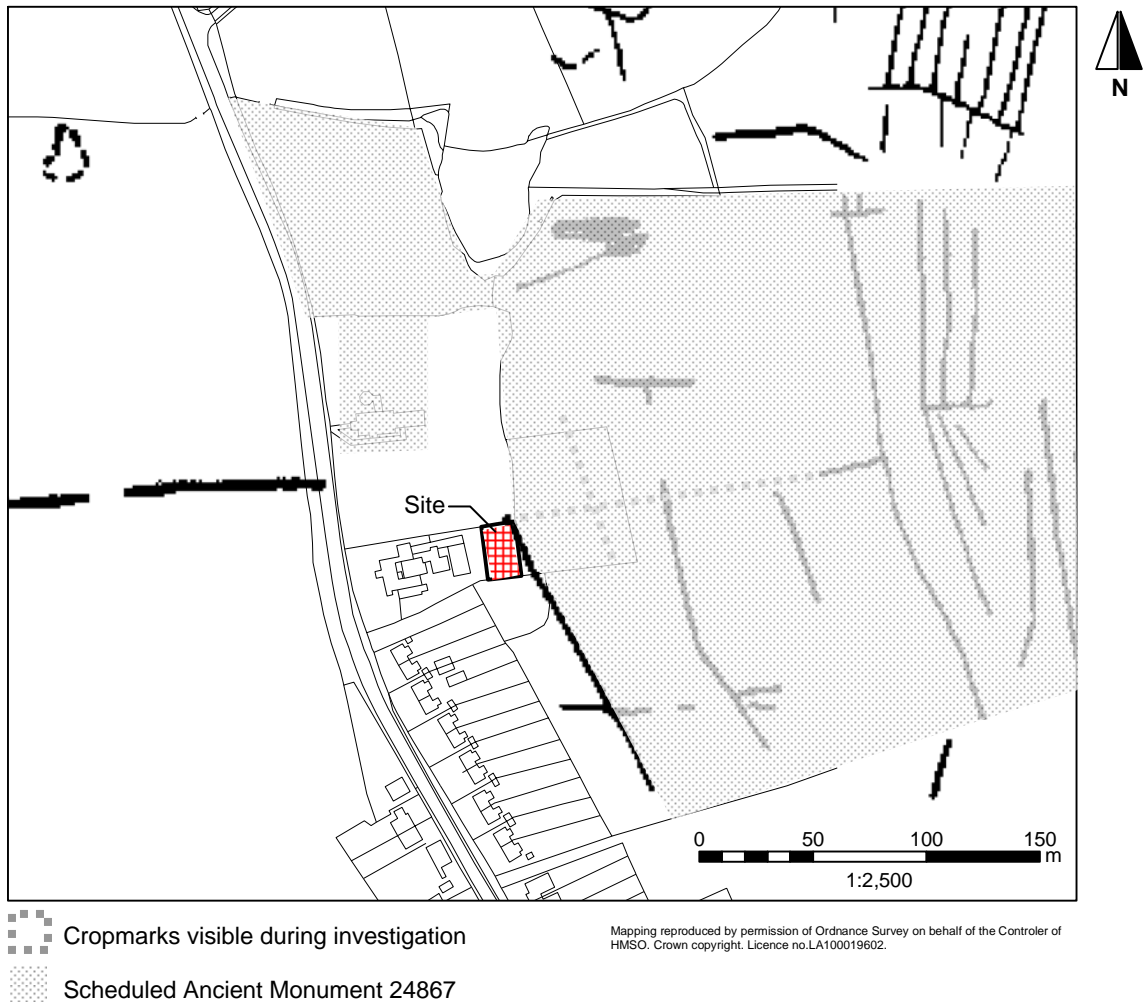 N
Site
0 50 100 150
m
1:2,500
Cropmarks visible during investigation
Mapping reproduced by permission of Ordnance Survey on behalf of the Controler of
HMSO. Crown copyright. Licence no.LA100019602.
Scheduled Ancient Monument 24867